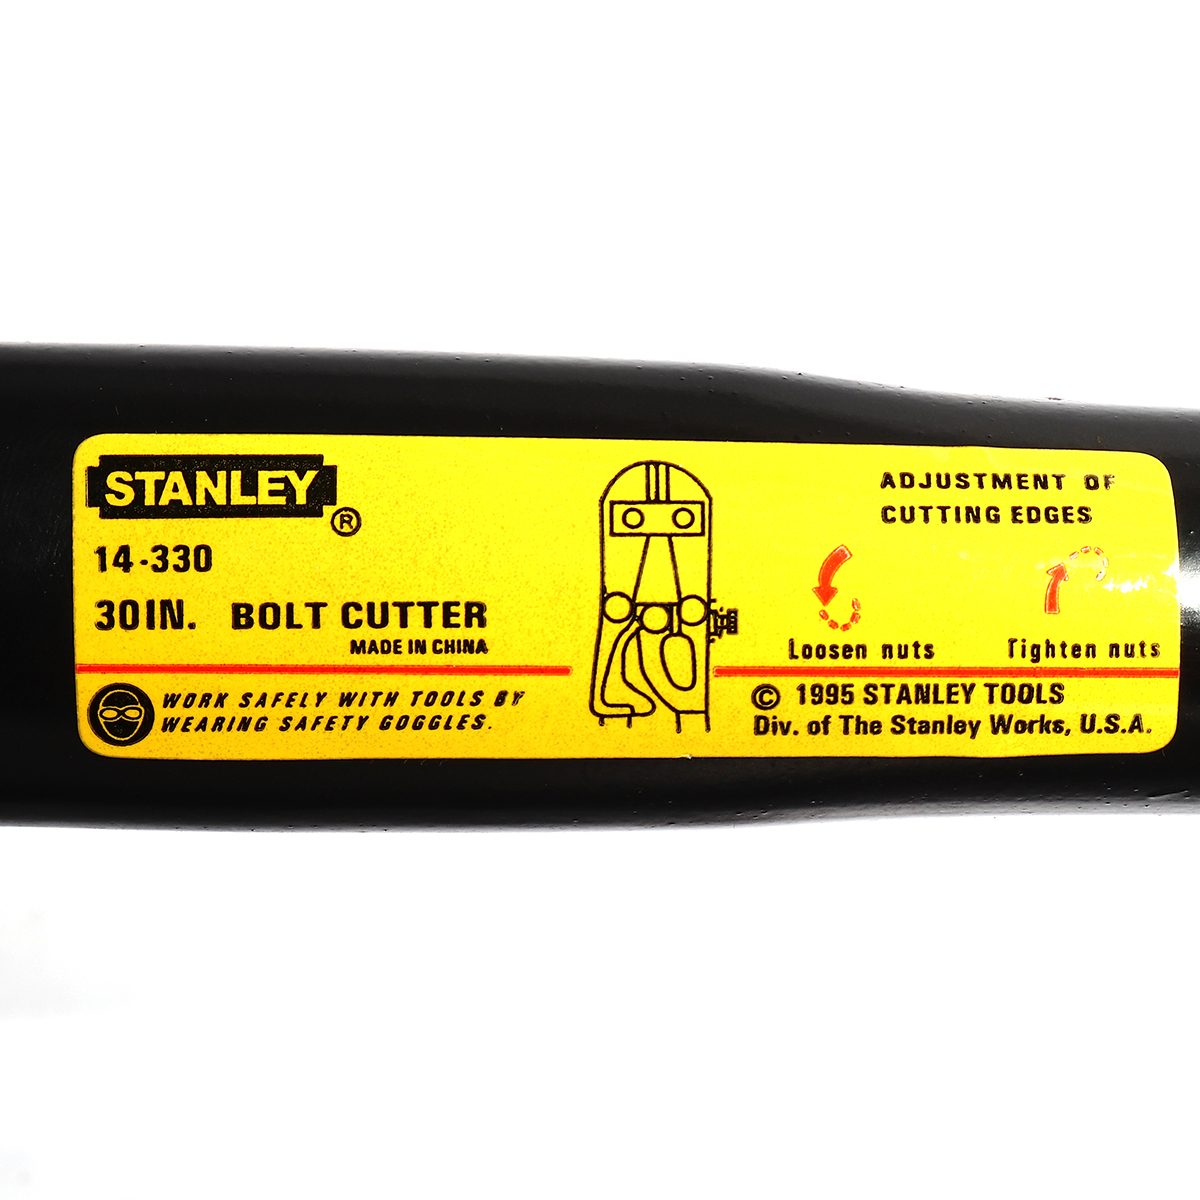 STANLEY ®
14-330
30IN. BOLT CUTTER
MADE IN CHINA
WORK SAFELY WITH TOOLS BY
WEARING SAFETY GOGGLES.
ADJUSTMENT OF
CUTTING EDGES
Loosen nuts Tighten nuts
© 1995 STANLEY TOOLS
Div. of The Stanley Works, U.S.A.